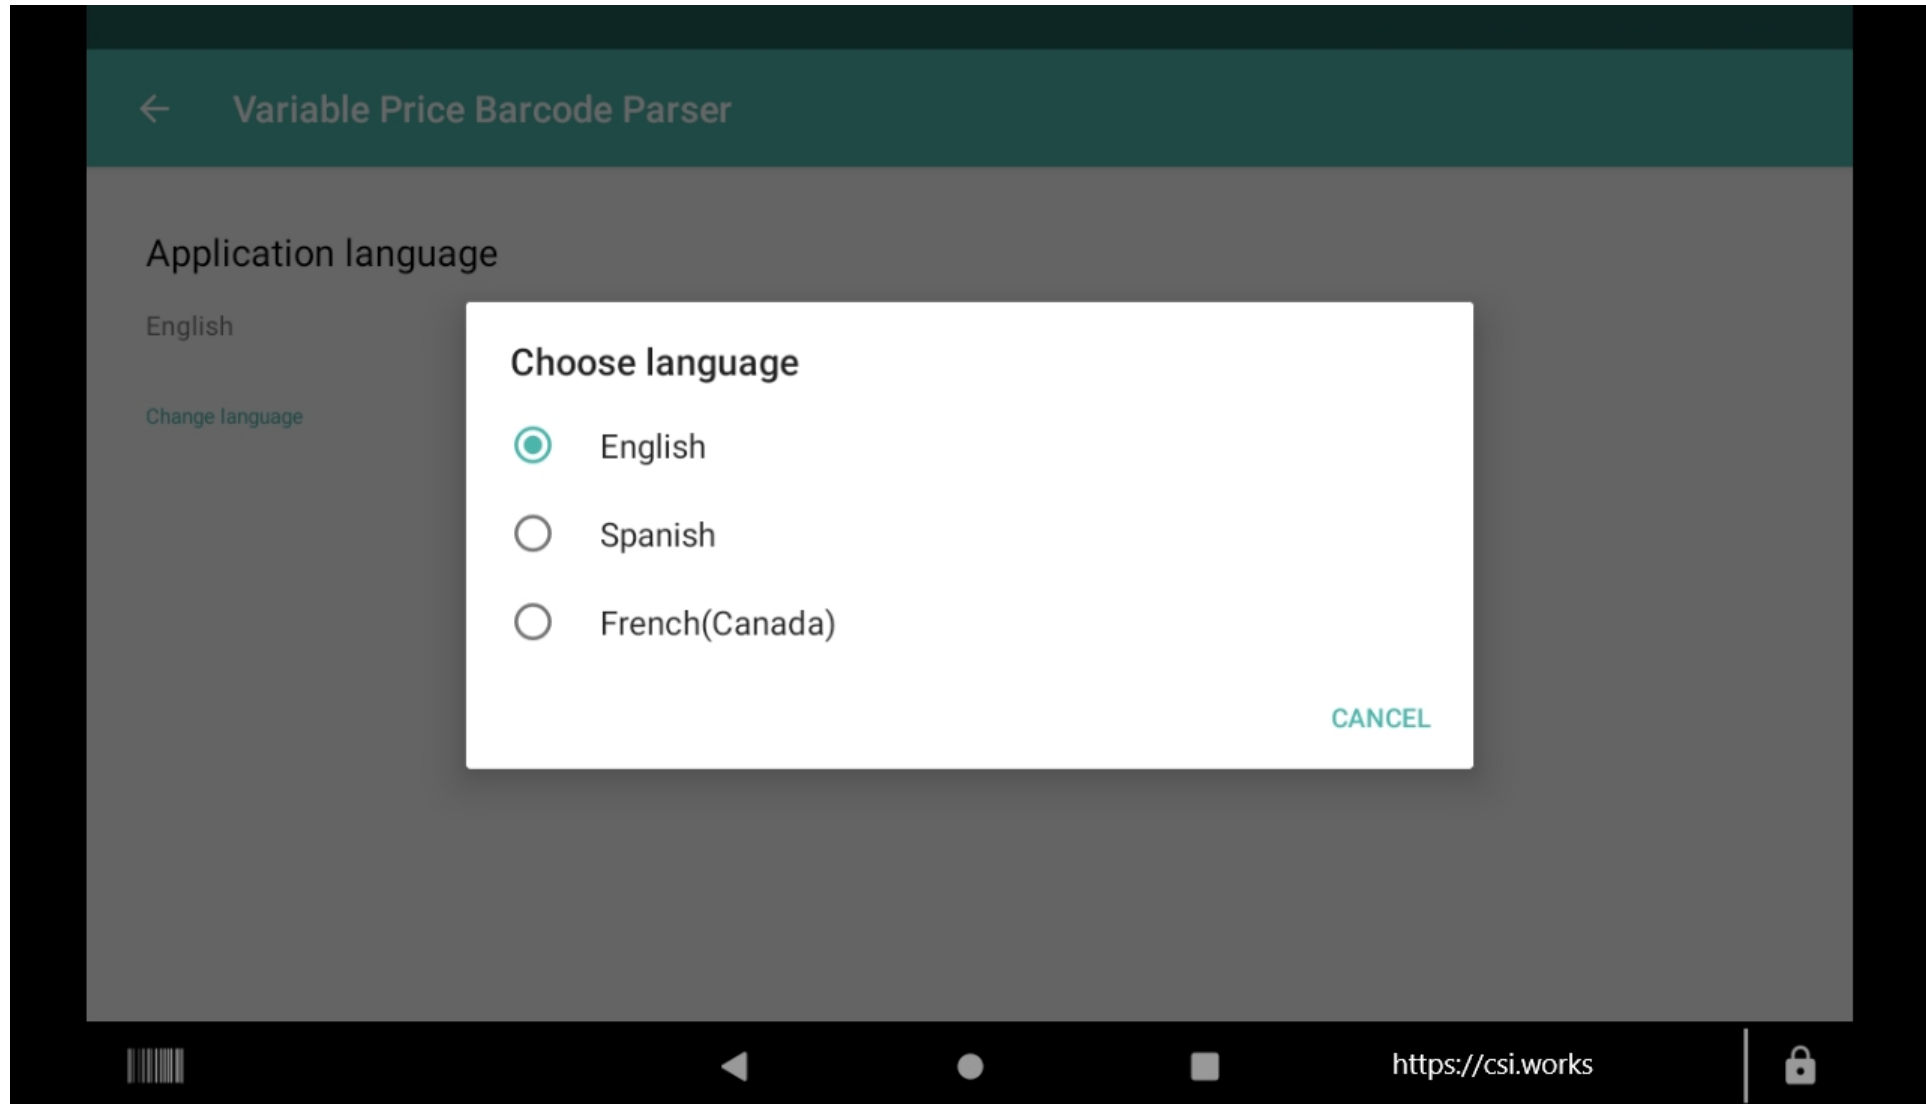 Variable Price Barcode Parser
Application language
English
Change language
Choose language
English
Spanish
French(Canada)
CANCEL
https://csi.works